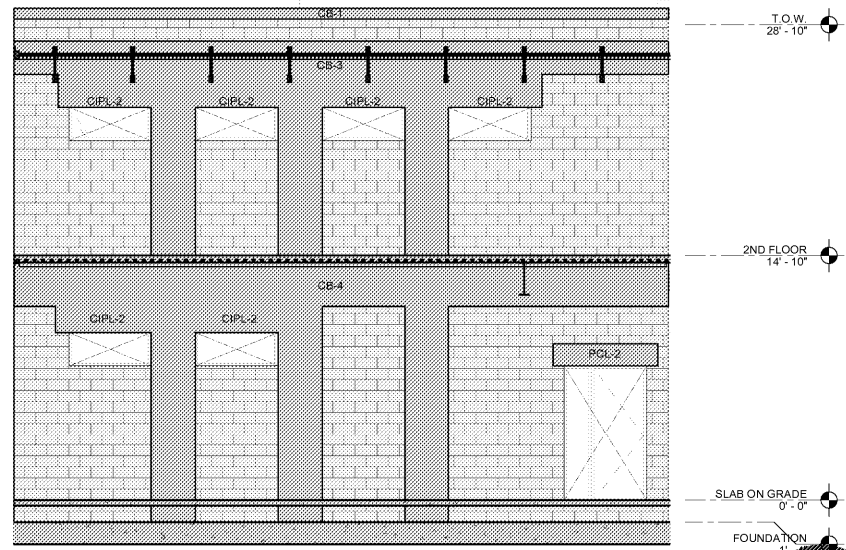 CB-1
T.O.W.
28' - 10"
CB-3
CIPL-2 CIPL-2 CIPL-2 CIPL-2
2ND FLOOR
14' - 10"
CB-4
CIPL-2 CIPL-2
PCL-2
SLAB ON GRADE
0' - 0"
FOUNDATION